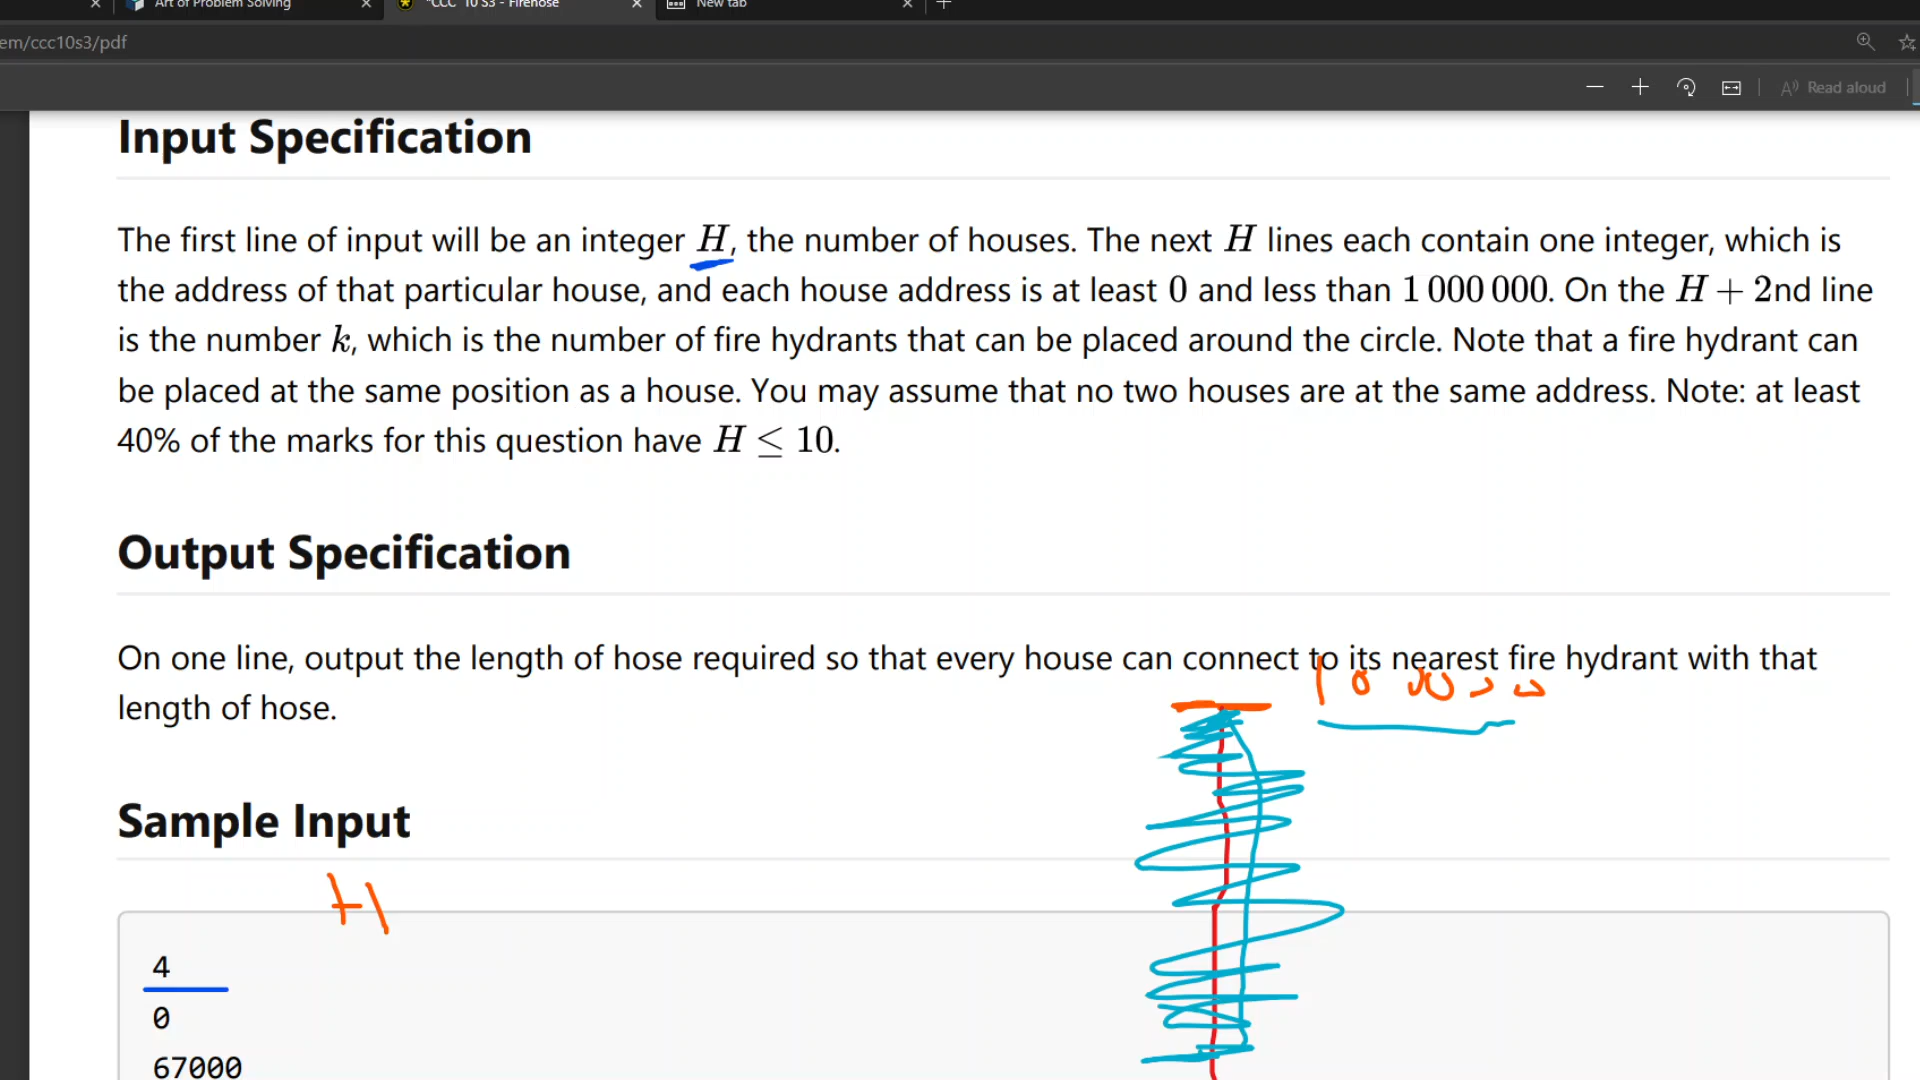 Art of Problem Solving
"CCC '10 S3 - Firehose
New tab
em/ccc10s3/pdf
Read aloud
Input Specification
The first line of input will be an integer H, the number of houses. The next H lines each contain one integer, which is
the address of that particular house, and each house address is at least 0 and less than 1 000 000. On the H + 2nd line
is the number k, which is the number of fire hydrants that can be placed around the circle. Note that a fire hydrant can
be placed at the same position as a house. You may assume that no two houses are at the same address. Note: at least
40% of the marks for this question have H ≤ 10.
Output Specification
On one line, output the length of hose required so that every house can connect to its nearest fire hydrant with that
length of hose.
Sample Input
4
0
67000